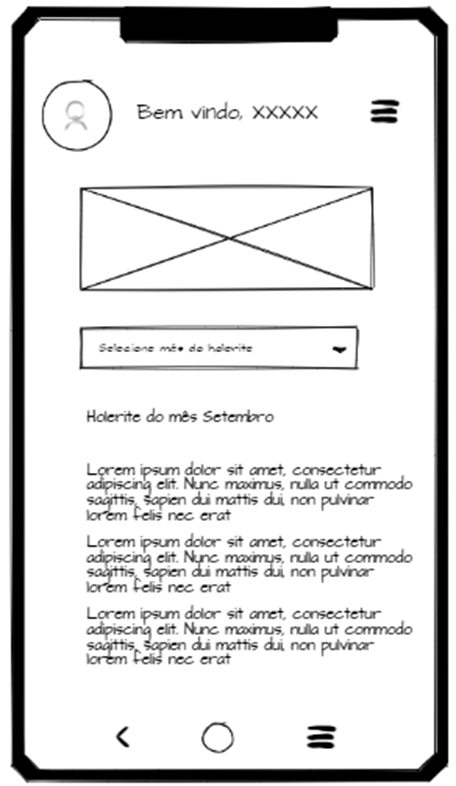 Bem vindo, XXXXX
Selecione mês do holerite
Holerite do mês Setembro
Lorem ipsum dolor sit amet, consectetur
adipiscing elit. Nunc maximus, nulla ut commodo
sagittis, sapien dui mattis dui, non pulvinar
lorem felis nec erat
Lorem ipsum dolor sit amet, consectetur
adipiscing elit. Nunc maximus, nulla ut commodo
sagittis, sapien dui mattis dui, non pulvinar
lorem felis nec erat
Lorem ipsum dolor sit amet, consectetur
adipiscing elit. Nunc maximus, nulla ut commodo
sagittis, sapien dui mattis dui, non pulvinar
lorem felis nec erat